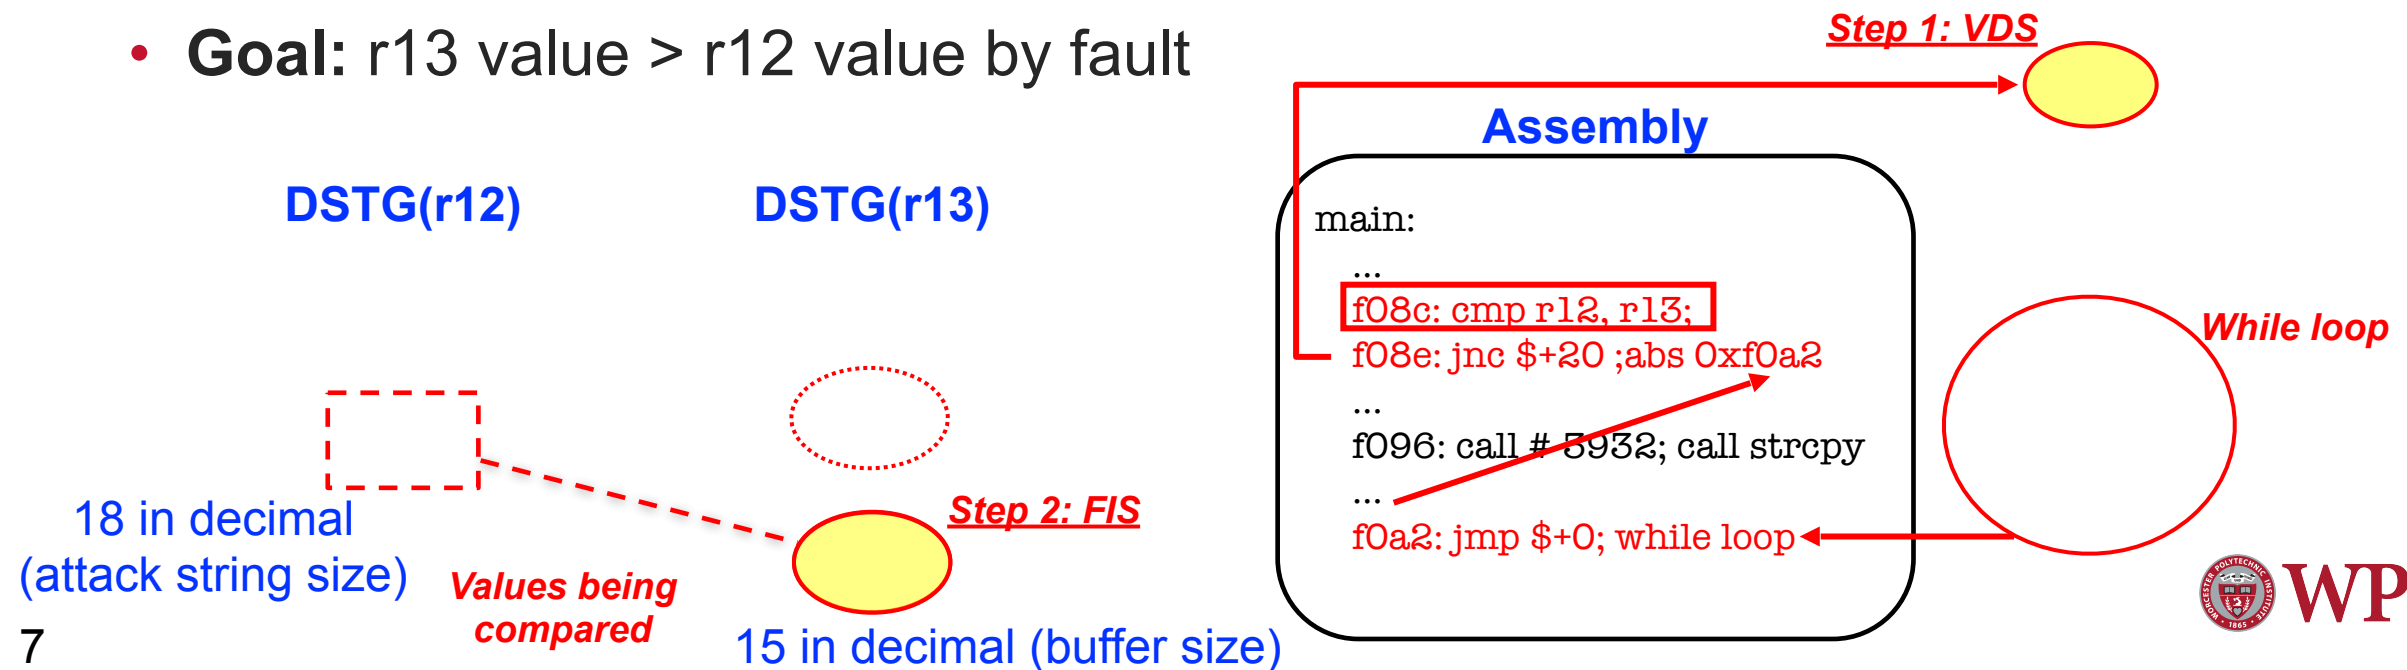 • Goal: r13 value > r12 value by fault
Step 1: VDS
Assembly
DSTG(r12)
DSTG(r13)
main:
...
f08c: cmp r12, r13;
f08e: jnc $+20 ;abs 0xf0a2
...
f096: call #-3932; call strcpy
...
f0a2: jmp $+0; while loop
While loop
18 in decimal
(attack string size)
Step 2: FIS
Values being
compared
15 in decimal (buffer size)
7
WP